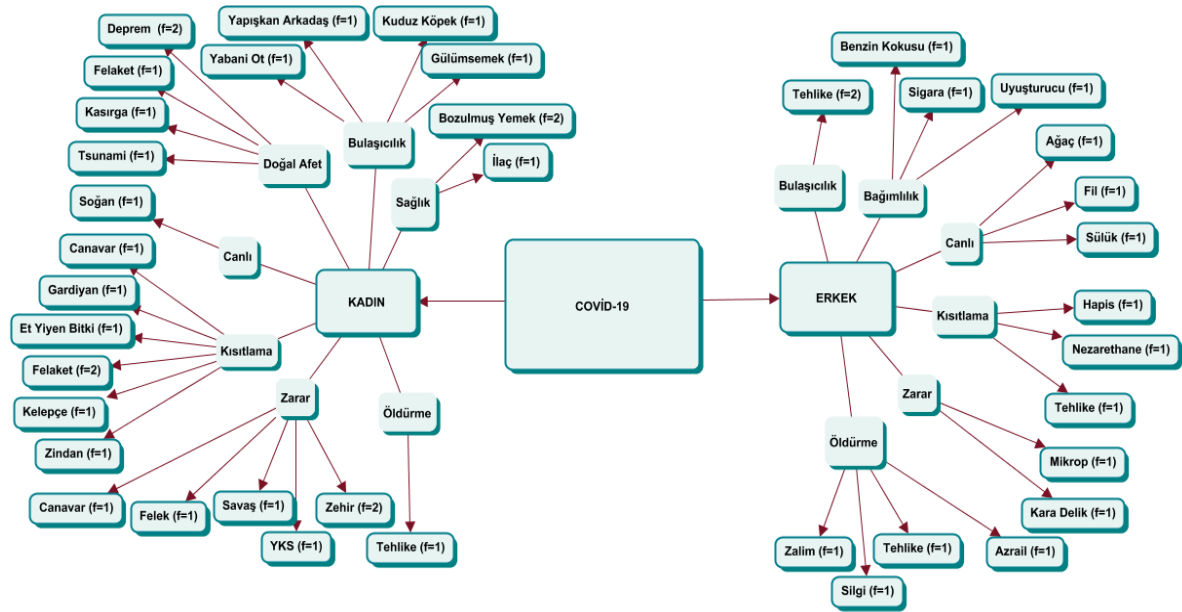 Deprem (f=2)
Felaket (f=1)
Kasırga (f=1)
Tsunami (f=1)
Doğal Afet
Yapışkan Arkadaş (f=1)
Yabani Ot (f=1)
Kuduz Köpek (f=1)
Gülümsemek (f=1)
Bulaşıcılık
Bozulmuş Yemek (f=2)
İlaç (f=1)
Sağlık
Soğan (f=1)
Canlı
KADIN
Canavar (f=1)
Gardiyan (f=1)
Et Yiyen Bitki (f=1)
Felaket (f=2)
Kelepçe (f=1)
Zindan (f=1)
Kısıtlama
Zarar
Canavar (f=1)
Felek (f=1)
Savaş (f=1)
YKS (f=1)
Zehir (f=2)
Öldürme
Tehlike (f=1)
COVİD-19
ERKEK
Tehlike (f=2)
Bulaşıcılık
Benzin Kokusu (f=1)
Sigara (f=1)
Uyuşturucu (f=1)
Bağımlılık
Ağaç (f=1)
Fil (f=1)
Sülük (f=1)
Canlı
Kısıtlama
Hapis (f=1)
Nezarethane (f=1)
Tehlike (f=1)
Zarar
Mikrop (f=1)
Kara Delik (f=1)
Öldürme
Zalim (f=1)
Silgi (f=1)
Tehlike (f=1)
Azrail (f=1)